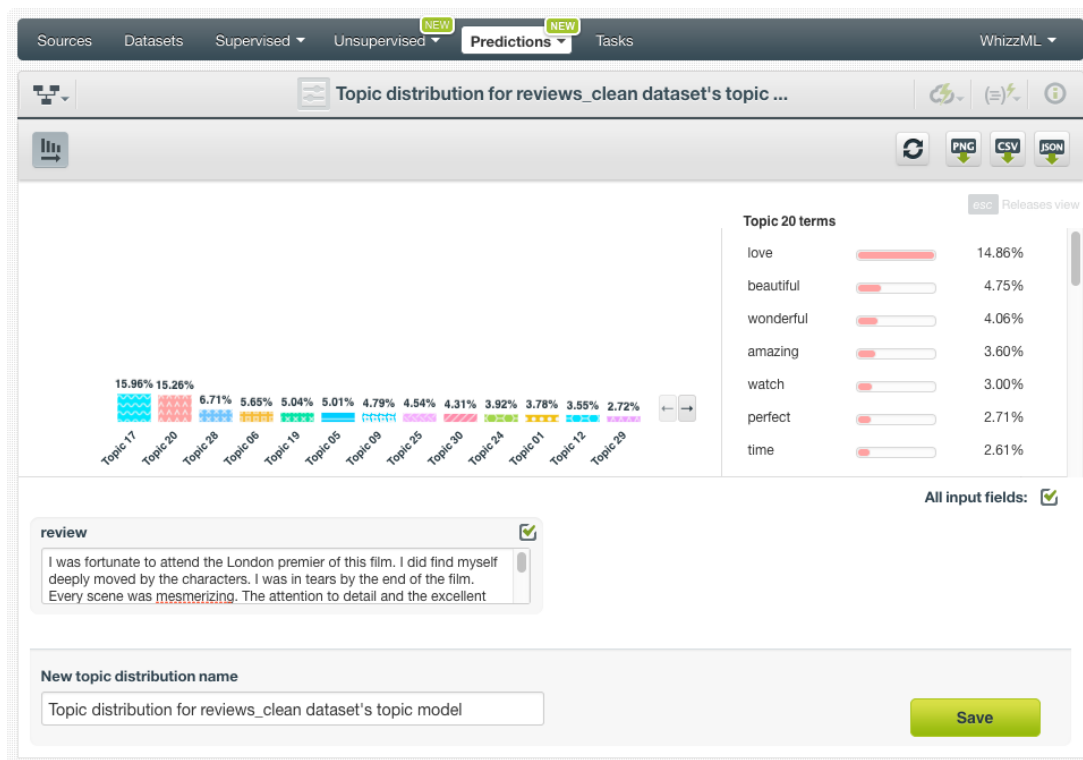 NEW
NEW
Sources Datasets Supervised Unsupervised Predictions Tasks WhizzML
Topic distribution for reviews_clean dataset's topic ...
PNG CSV JSON
esc Releases view
Topic 20 terms
love 14.86%
beautiful 4.75%
wonderful 4.06%
amazing 3.60%
watch 3.00%
perfect 2.71%
time 2.61%
15.96% 15.26% 6.71% 5.65% 5.04% 5.01% 4.79% 4.54% 4.31% 3.92% 3.78% 3.55% 2.72%
Topic 17 Topic 20 Topic 28 Topic 06 Topic 19 Topic 05 Topic 09 Topic 25 Topic 30 Topic 24 Topic 01 Topic 12 Topic 29
All input fields:
review
I was fortunate to attend the London premier of this film. I did find myself
deeply moved by the characters. I was in tears by the end of the film.
Every scene was mesmerizing. The attention to detail and the excellent
New topic distribution name
Topic distribution for reviews_clean dataset's topic model
Save